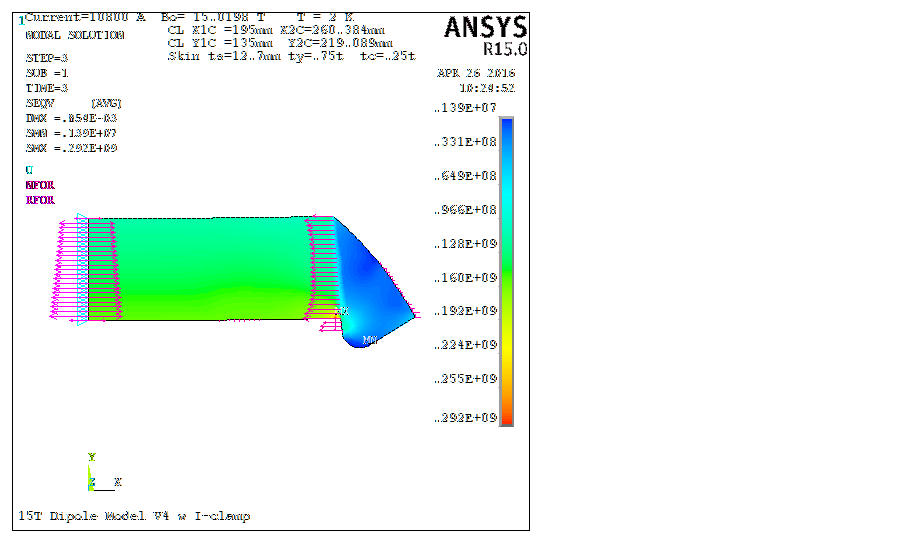 1
Current=10800 A Bo= 15.0198 T T = 2 K
CL X1C =195mm X2C=260.384mm
CL Y1C =135mm Y2C=219.089mm
Skin ts=12.7mm ty=.75t tc=.25t
ANSYS
R15.0
NODAL SOLUTION
STEP=3
SUB =1
TIME=3
SEQV (AVG)
DMX =.854E-03
SMN =.139E+07
SMX =.292E+09
U
NFOR
RFOR
APR 26 2016
10:24:52
.139E+07
.331E+08
.649E+08
.966E+08
.128E+09
.160E+09
.192E+09
.224E+09
.255E+09
.292E+09
MX
MN
Y
Z X
15T Dipole Model V4 w I-clamp